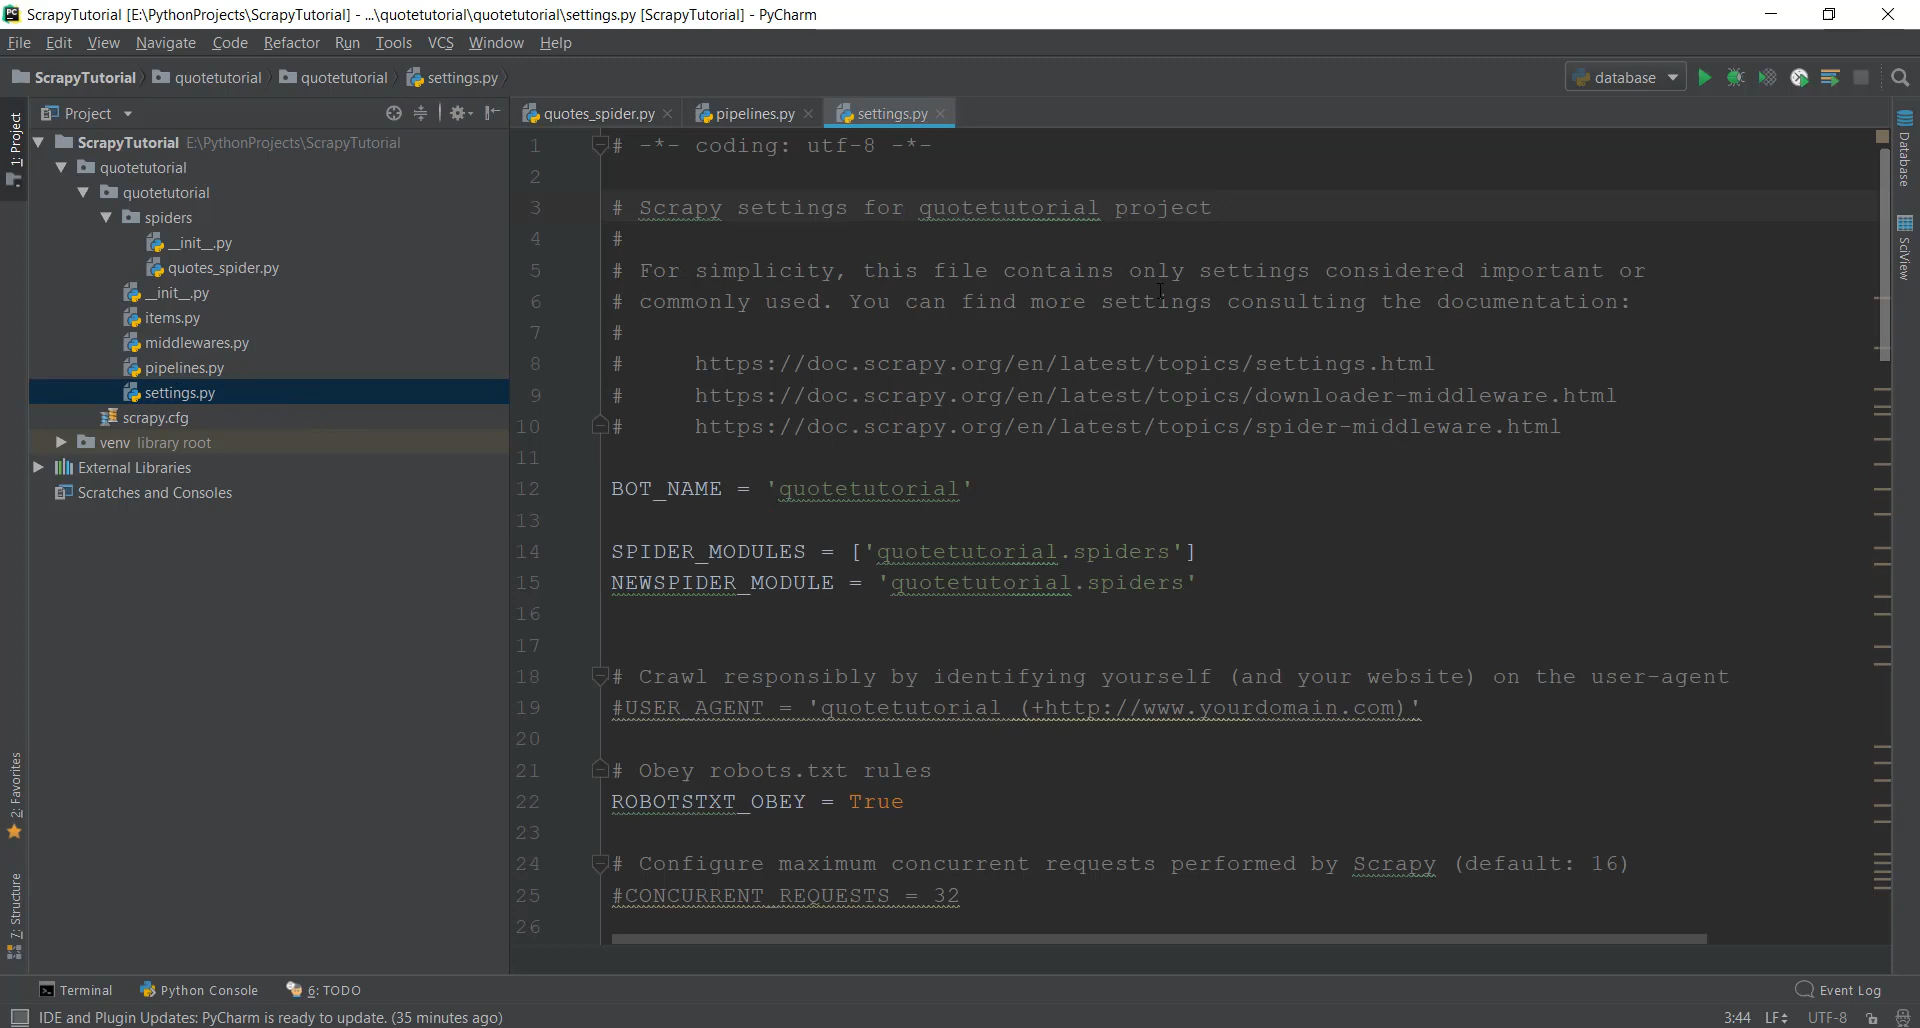 ScrapyTutorial [E:\PythonProjects\ScrapyTutorial] - ...\quotetutorial\quotetutorial\settings.py [ScrapyTutorial] - PyCharm
File Edit View Navigate Code Refactor Run Tools VCS Window Help
ScrapyTutorial quotetutorial quotetutorial settings.py
database
Project
quotes_spider.py
pipelines.py
settings.py
1: Project
2: Favorites
7: Structure
ScrapyTutorial E:\PythonProjects\ScrapyTutorial
quotetutorial
quotetutorial
spiders
__init__.py
quotes_spider.py
__init__.py
items.py
middlewares.py
pipelines.py
settings.py
scrapy.cfg
venv library root
External Libraries
Scratches and Consoles
1 # -*- coding: utf-8 -*-
2
3 # Scrapy settings for quotetutorial project
4 #
5 # For simplicity, this file contains only settings considered important or
6 # commonly used. You can find more settings consulting the documentation:
7 #
8 #     https://doc.scrapy.org/en/latest/topics/settings.html
9 #     https://doc.scrapy.org/en/latest/topics/downloader-middleware.html
10 #     https://doc.scrapy.org/en/latest/topics/spider-middleware.html
11
12 BOT_NAME = 'quotetutorial'
13
14 SPIDER_MODULES = ['quotetutorial.spiders']
15 NEWSPIDER_MODULE = 'quotetutorial.spiders'
16
17
18 # Crawl responsibly by identifying yourself (and your website) on the user-agent
19 #USER_AGENT = 'quotetutorial (+http://www.yourdomain.com)'
20
21 # Obey robots.txt rules
22 ROBOTSTXT_OBEY = True
23
24 # Configure maximum concurrent requests performed by Scrapy (default: 16)
25 #CONCURRENT_REQUESTS = 32
26
Database
SciView
Terminal Python Console 6: TODO Event Log
IDE and Plugin Updates: PyCharm is ready to update. (35 minutes ago) 3:44 LF UTF-8